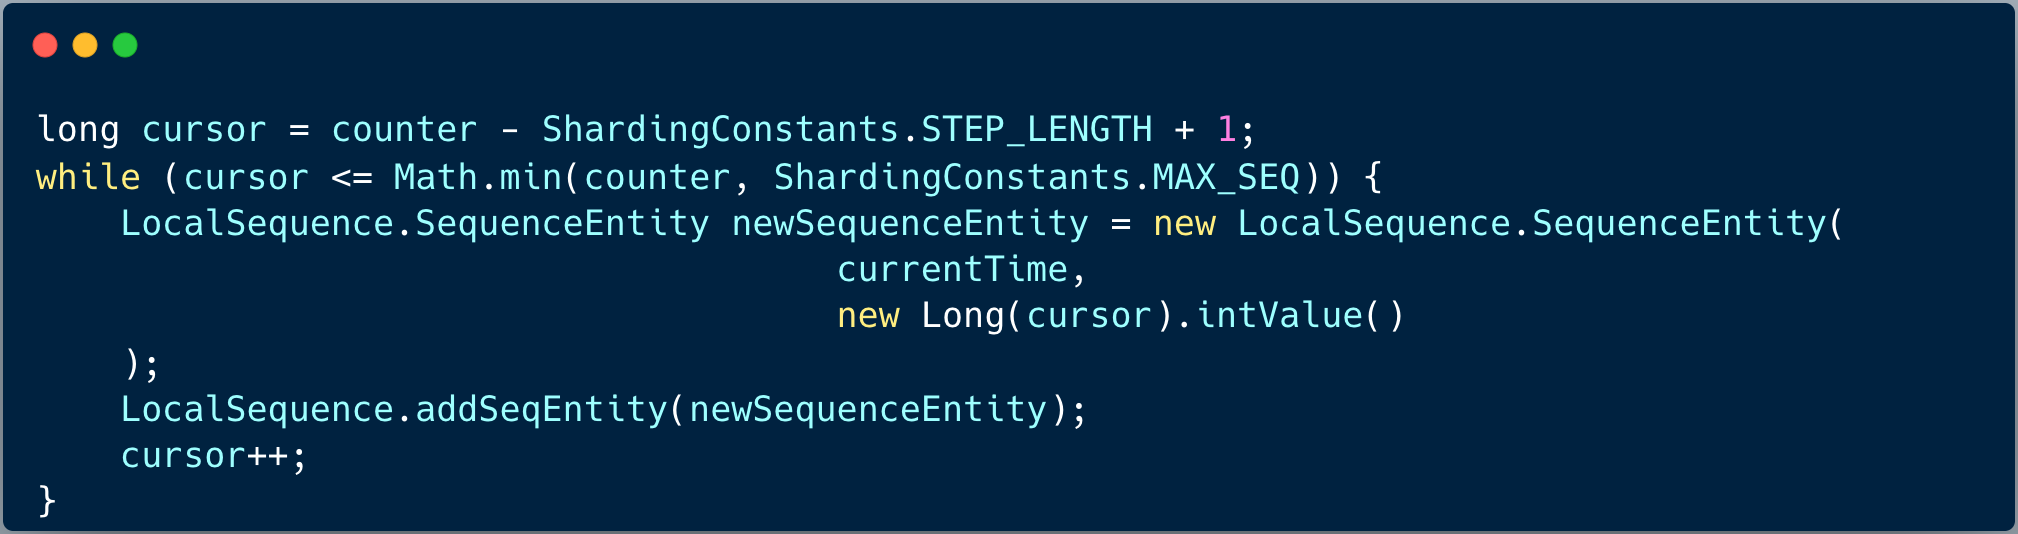 long cursor = counter - ShardingConstants.STEP_LENGTH + 1;
while (cursor <= Math.min(counter, ShardingConstants.MAX_SEQ)) {
    LocalSequence.SequenceEntity newSequenceEntity = new LocalSequence.SequenceEntity(
                                      currentTime,
                                      new Long(cursor).intValue()
    );
    LocalSequence.addSeqEntity(newSequenceEntity);
    cursor++;
}